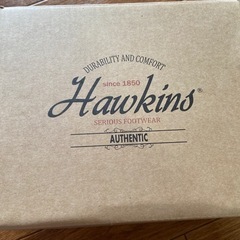 DURABILITY AND COMFORT
since 1850
Hawkins®
SERIOUS FOOTWEAR
AUTHENTIC